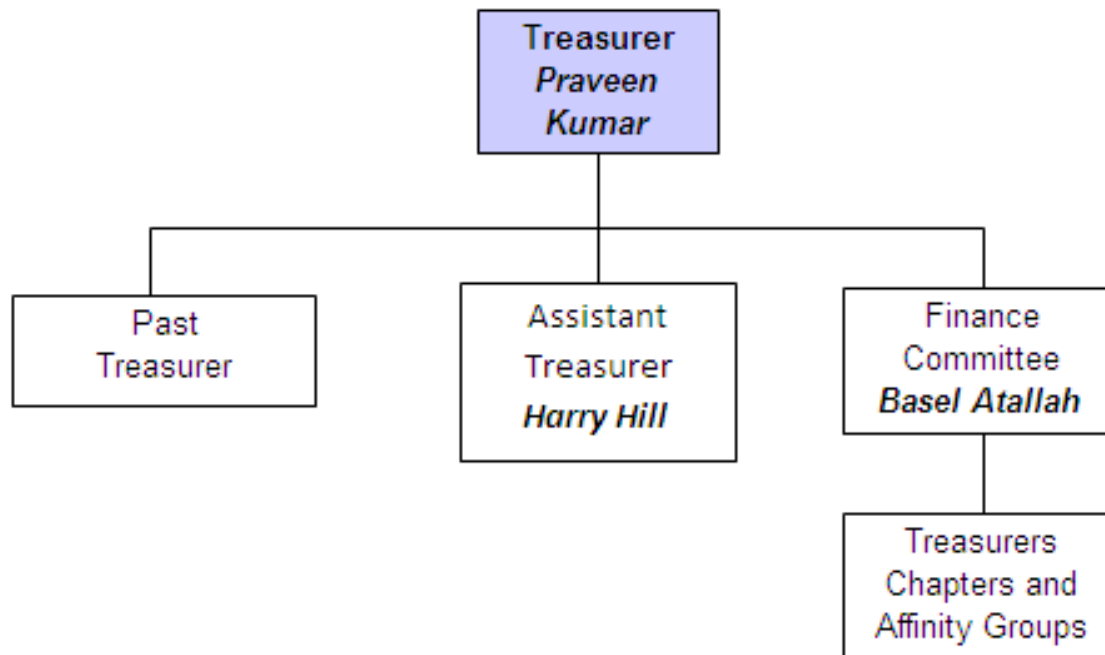 Treasurer
Praveen
Kumar
Past
Treasurer
Assistant
Treasurer
Harry Hill
Finance
Committee
Basel Atallah
Treasurers
Chapters and
Affinity Groups